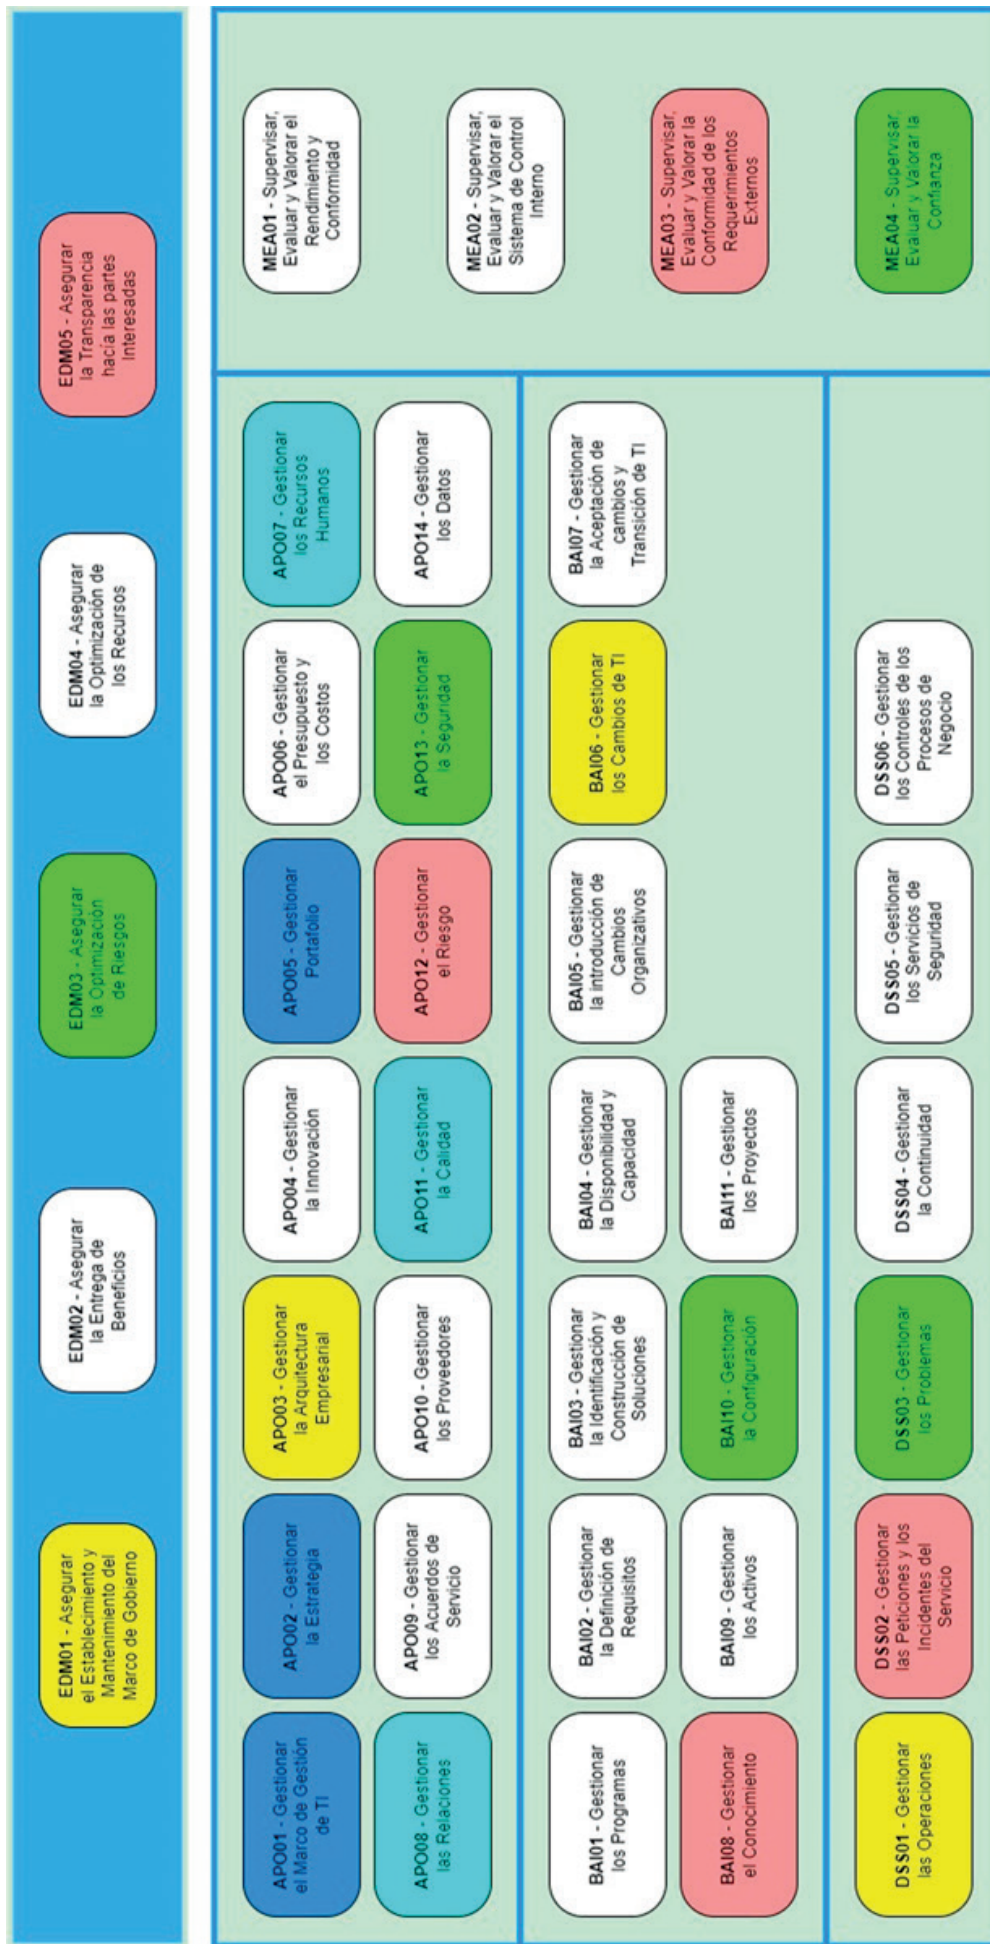 EDM01 - Asegurar
el Establecimiento y
Mantenimiento del
Marco de Gobierno
EDM02 - Asegurar
la Entrega de
Beneficios
EDM03 - Asegurar
la Optimización
de Riesgos
EDM04 - Asegurar
la Optimización de
los Recursos
EDM05 - Asegurar
la Transparencia
hacía las partes
Interesadas
APO01 - Gestionar
el Marco de Gestión
de TI
APO02 - Gestionar
la Estrategia
APO03 - Gestionar
la Arquitectura
Empresarial
APO04 - Gestionar
la Innovación
APO05 - Gestionar
Portafolio
APO06 - Gestionar
el Presupuesto y
los Costos
APO07 - Gestionar
los Recursos
Humanos
APO08 - Gestionar
las Relaciones
APO09 - Gestionar
los Acuerdos de
Servicio
APO10 - Gestionar
los Proveedores
APO11 - Gestionar
la Calidad
APO12 - Gestionar
el Riesgo
APO13 - Gestionar
la Seguridad
APO14 - Gestionar
los Datos
MEA01 - Supervisar,
Evaluar y Valorar el
Rendimiento y
Conformidad
MEA02 - Supervisar,
Evaluar y Valorar el
Sistema de Control
Interno
MEA03 - Supervisar,
Evaluar y Valorar la
Conformidad de los
Requerimientos
Externos
MEA04 - Supervisar,
Evaluar y Valorar la
Confianza
BAI01 - Gestionar
los Programas
BAI02 - Gestionar
la Definición de
Requisitos
BAI03 - Gestionar
la Identificación y
Construcción de
Soluciones
BAI04 - Gestionar
la Disponibilidad y
Capacidad
BAI05 - Gestionar
la introducción de
Cambios
Organizativos
BAI06 - Gestionar
los Cambios de TI
BAI07 - Gestionar
la Aceptación de
cambios y
Transición de TI
BAI08 - Gestionar
el Conocimiento
BAI09 - Gestionar
los Activos
BAI10 - Gestionar
la Configuración
BAI11 - Gestionar
los Proyectos
DSS01 - Gestionar
las Operaciones
DSS02 - Gestionar
las Peticiones y los
Incidentes del
Servicio
DSS03 - Gestionar
los Problemas
DSS04 - Gestionar
la Continuidad
DSS05 - Gestionar
los Servicios de
Seguridad
DSS06 - Gestionar
los Controles de los
Procesos de
Negocio